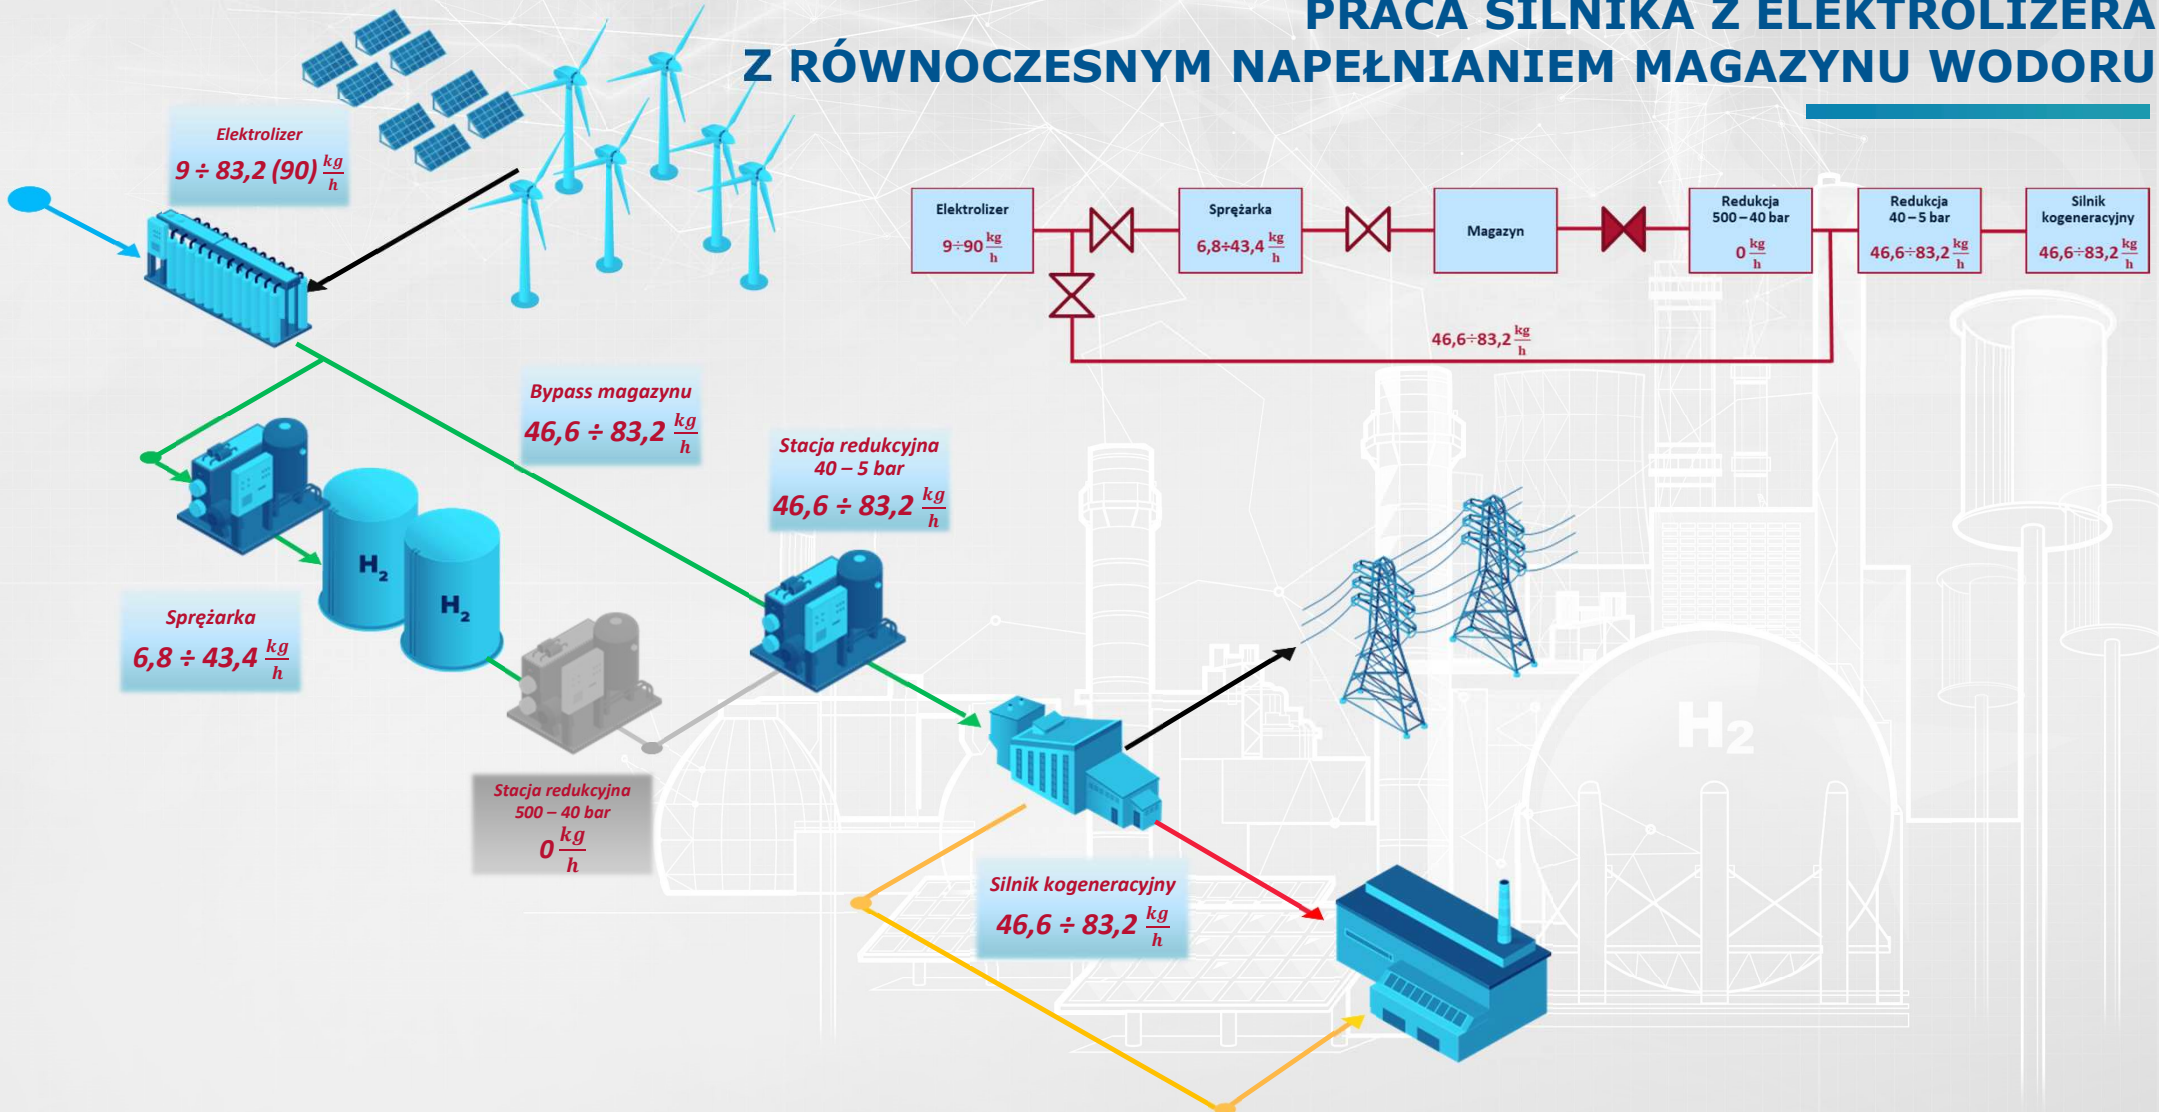 PRACA SILNIKA Z ELEKTROLIZERA
Z RÓWNOCZESNYM NAPEŁNIANIEM MAGAZYNU WODORU
Elektrolizer
9 ÷ 83,2 (90) kg/h
Elektrolizer
9÷90 kg/h
Sprężarka
6,8÷43,4 kg/h
Magazyn
Redukcja
500 – 40 bar
0 kg/h
Redukcja
40 – 5 bar
46,6÷83,2 kg/h
Silnik
kogeneracyjny
46,6÷83,2 kg/h
46,6÷83,2 kg/h
Bypass magazynu
46,6 ÷ 83,2 kg/h
Stacja redukcyjna
40 – 5 bar
46,6 ÷ 83,2 kg/h
H₂
H₂
Sprężarka
6,8 ÷ 43,4 kg/h
H₂
Stacja redukcyjna
500 – 40 bar
0 kg/h
Silnik kogeneracyjny
46,6 ÷ 83,2 kg/h